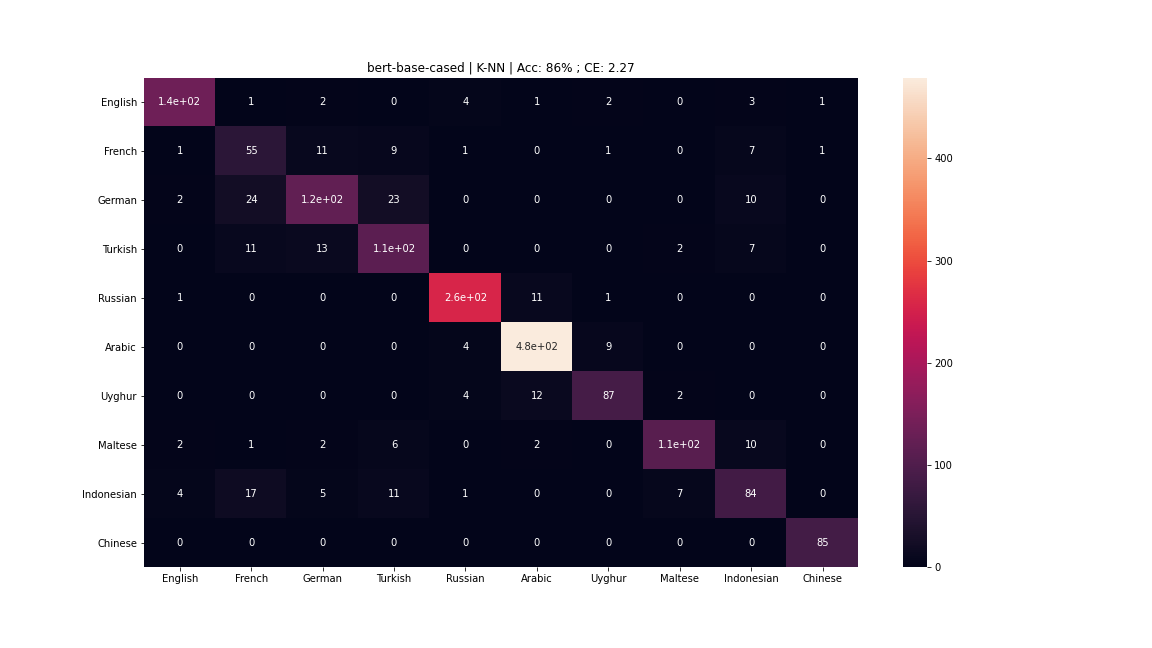 bert-base-cased | K-NN | Acc: 86% ; CE: 2.27
English 1.4e+02 1 2 0 4 1 2 0 3 1
French 1 55 11 9 1 0 1 0 7 1
German 2 24 1.2e+02 23 0 0 0 0 10 0
Turkish 0 11 13 1.1e+02 0 0 0 2 7 0
Russian 1 0 0 0 2.6e+02 11 1 0 0 0
Arabic 0 0 0 0 4 4.8e+02 9 0 0 0
Uyghur 0 0 0 0 4 12 87 2 0 0
Maltese 2 1 2 6 0 2 0 1.1e+02 10 0
Indonesian 4 17 5 11 1 0 0 7 84 0
Chinese 0 0 0 0 0 0 0 0 0 85
English French German Turkish Russian Arabic Uyghur Maltese Indonesian Chinese
400
300
200
100
0